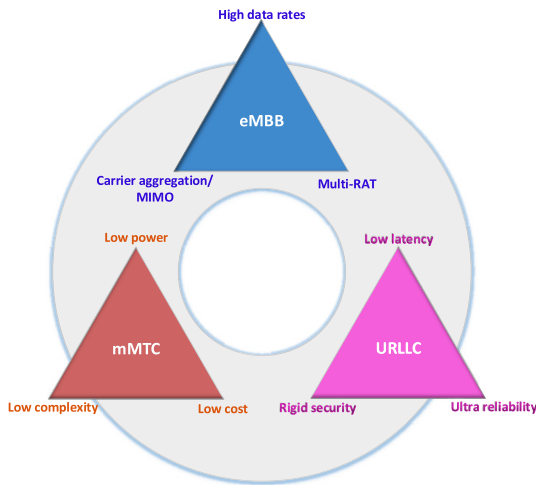 High data rates
eMBB
Carrier aggregation/
MIMO
Multi-RAT
Low power
Low latency
mMTC
URLLC
Low complexity
Low cost
Rigid security
Ultra reliability